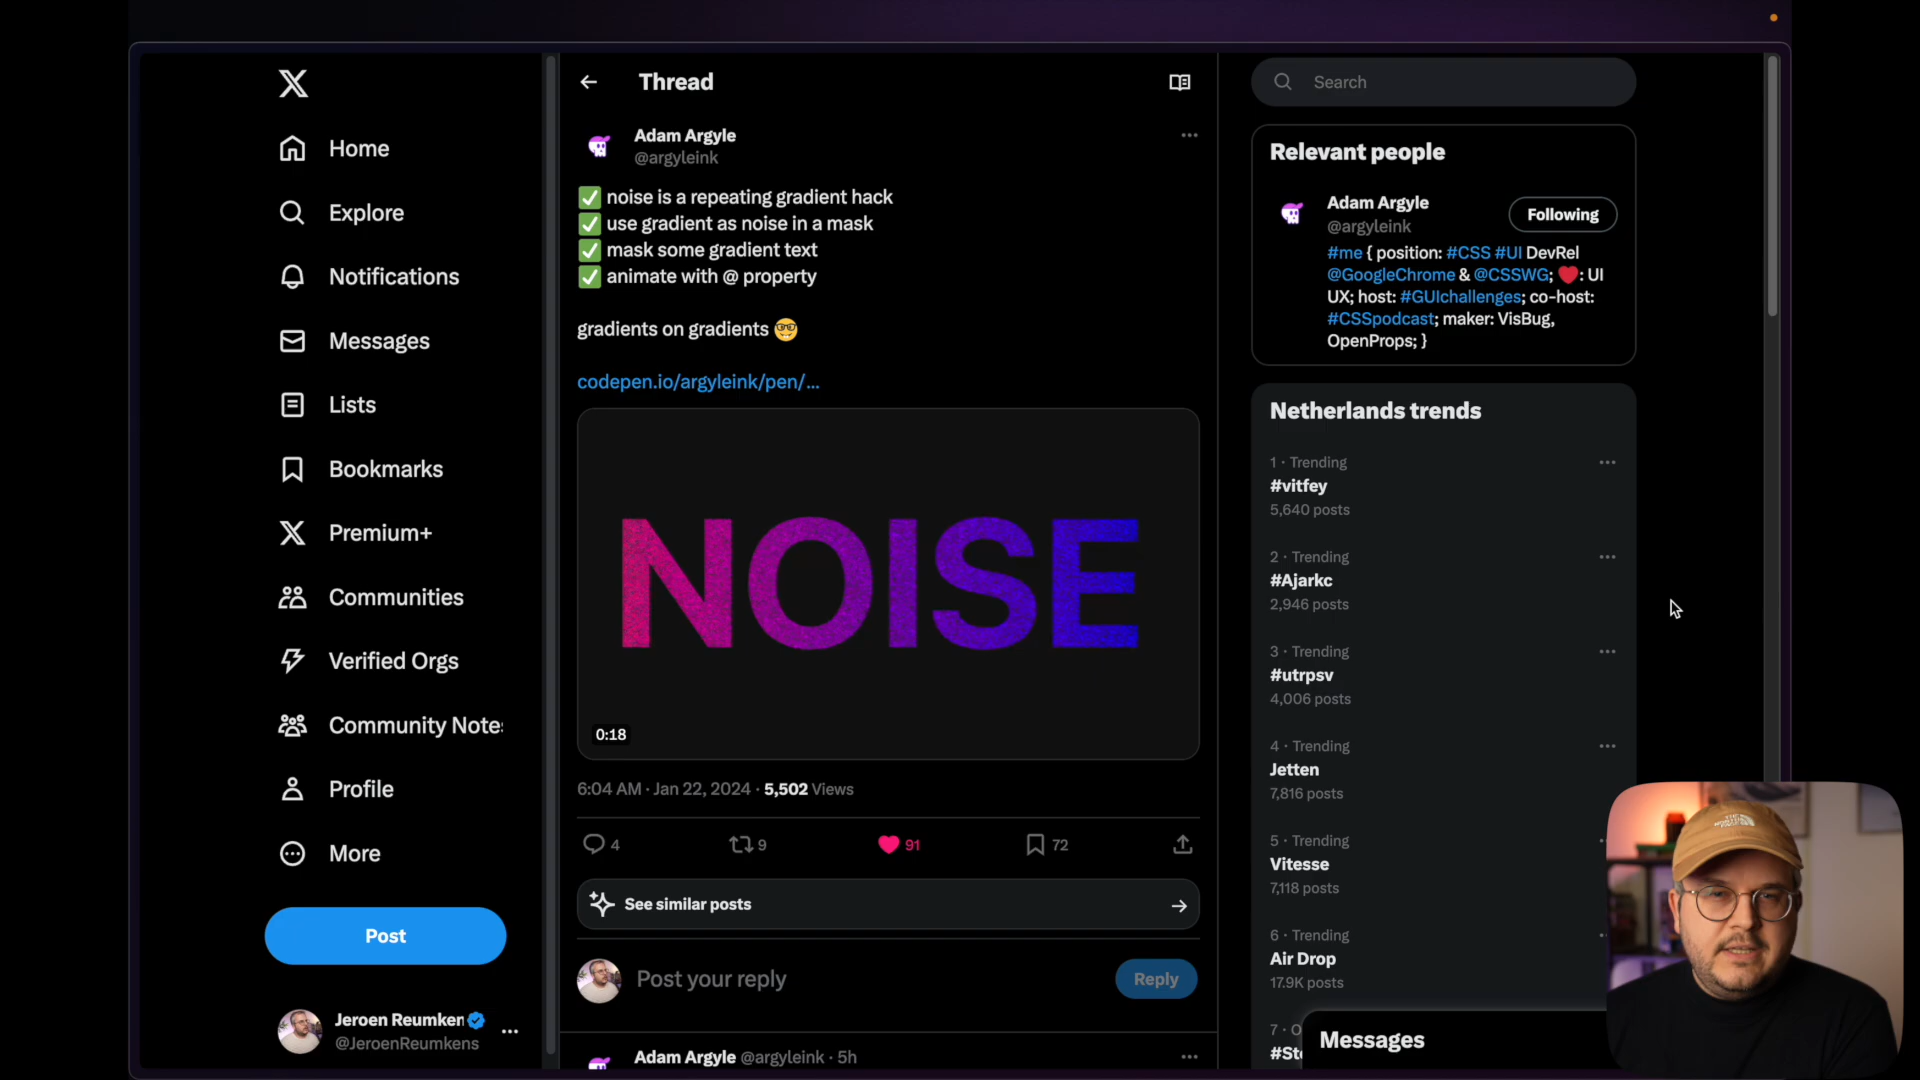 Home
Explore
Notifications
Messages
Lists
Bookmarks
Premium+
Communities
Verified Orgs
Community Note
Profile
More
Post
Jeroen Reumken
@JeroenReumkens
Thread
Adam Argyle
@argyleink
✅ noise is a repeating gradient hack
✅ use gradient as noise in a mask
✅ mask some gradient text
✅ animate with @ property
gradients on gradients 🤓
codepen.io/argyleink/pen/...
NOISE
0:18
6:04 AM · Jan 22, 2024 · 5,502 Views
4 9 91 72
See similar posts
Post your reply
Reply
Adam Argyle @argyleink · 5h
Search
Relevant people
Adam Argyle
@argyleink
Following
#me { position: #CSS #UI DevRel
@GoogleChrome & @CSSWG; ❤️: UI
UX; host: #GUIchallenges; co-host:
#CSSpodcast; maker: VisBug,
OpenProps; }
Netherlands trends
1 · Trending
#vitfey
5,640 posts
2 · Trending
#Ajarkc
2,946 posts
3 · Trending
#utrpsv
4,006 posts
4 · Trending
Jetten
7,816 posts
5 · Trending
Vitesse
7,118 posts
6 · Trending
Air Drop
17.9K posts
7 · O
#Ste
Messages